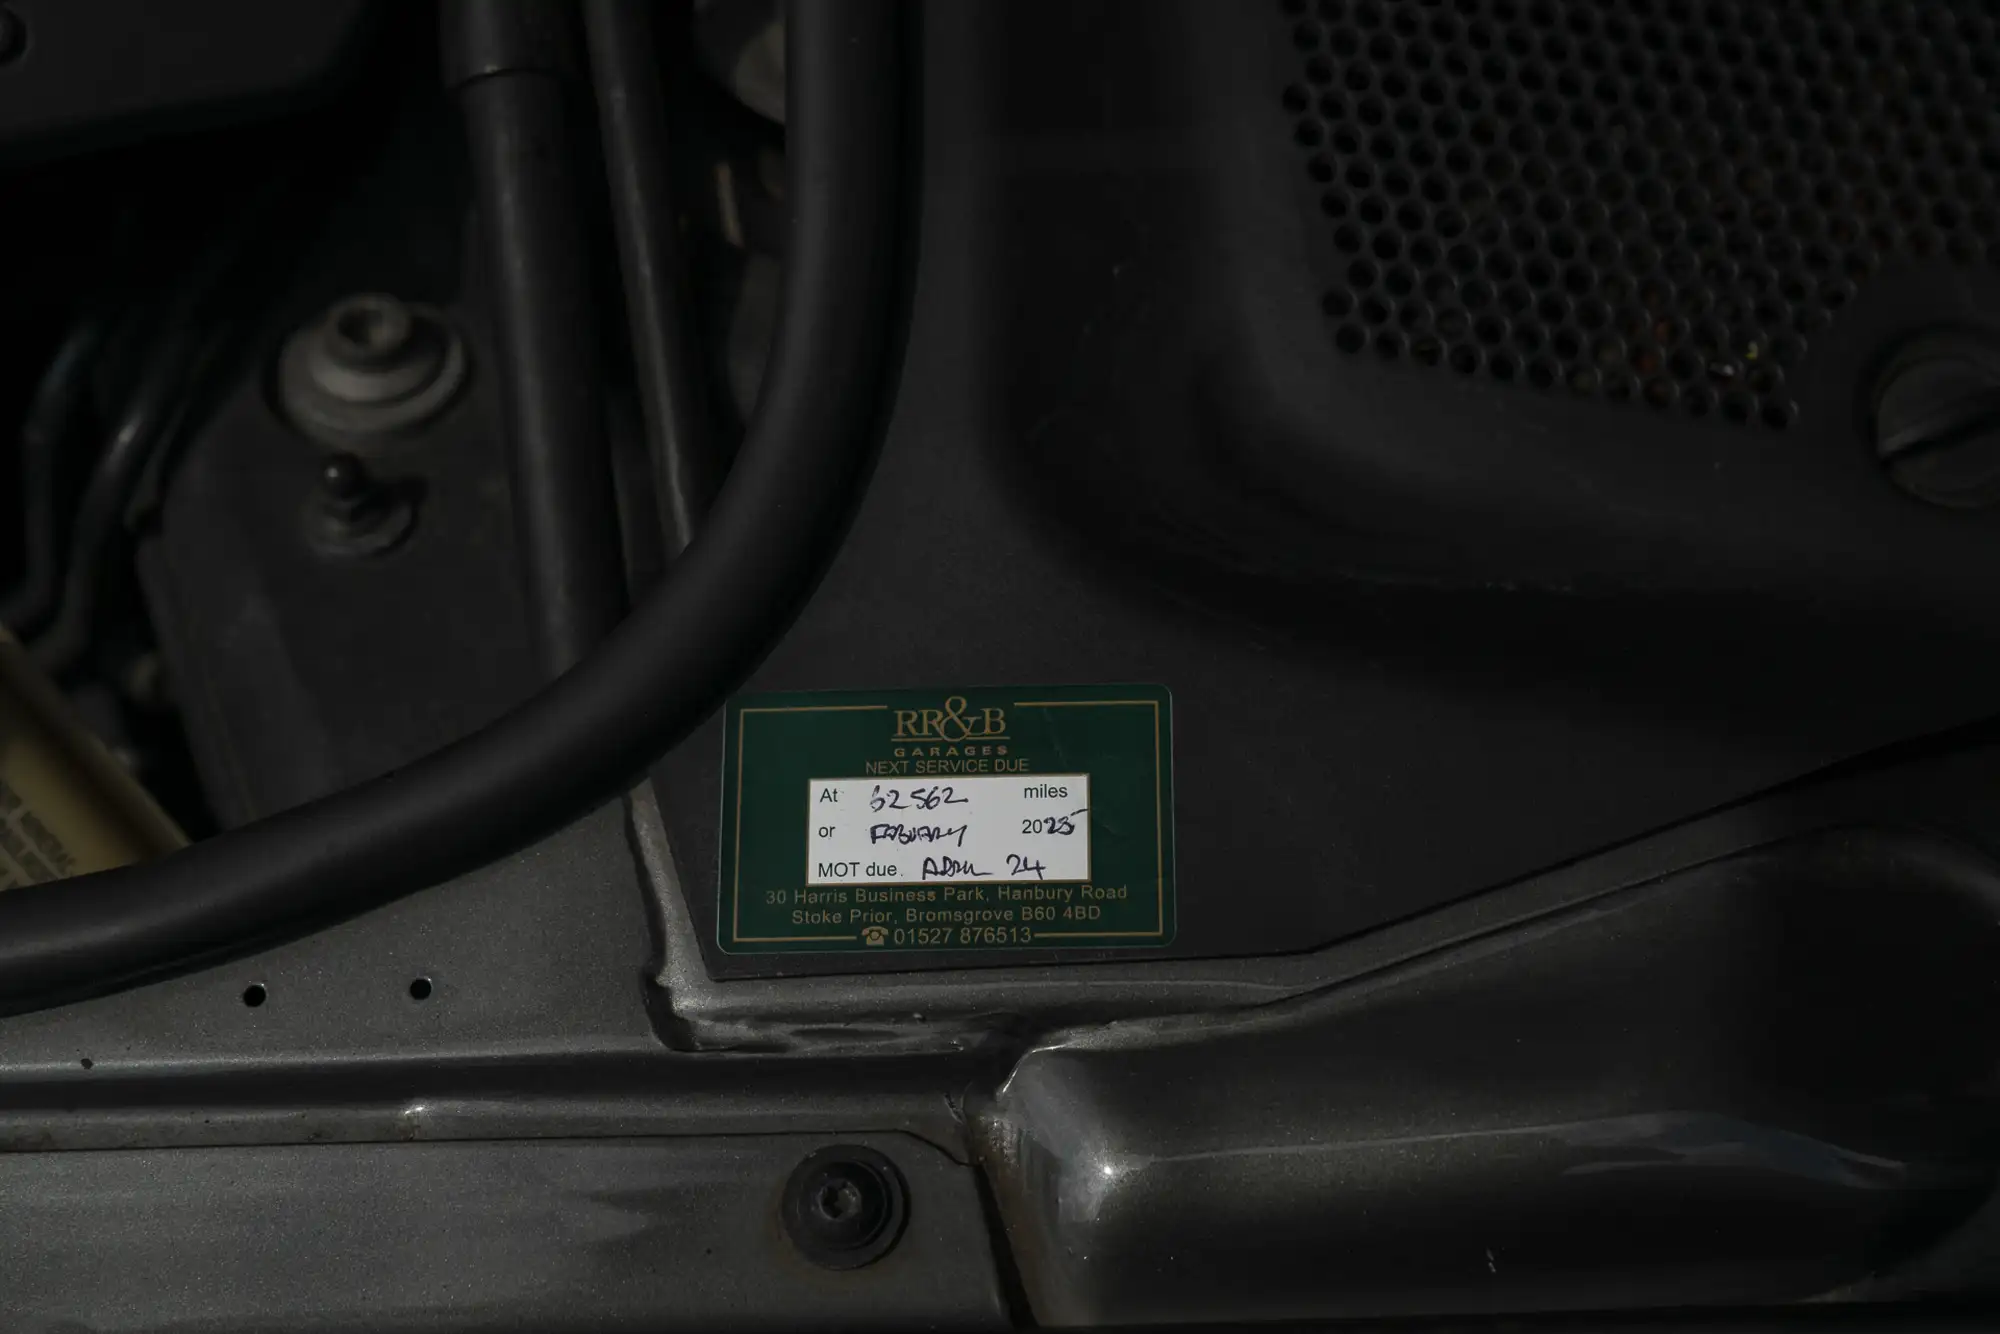 RR&B
GARAGES
NEXT SERVICE DUE
At 62562 miles
or FEBUARY 2025
MOT due. APRIL 24
30 Harris Business Park, Hanbury Road
Stoke Prior, Bromsgrove B60 4BD
01527 876513